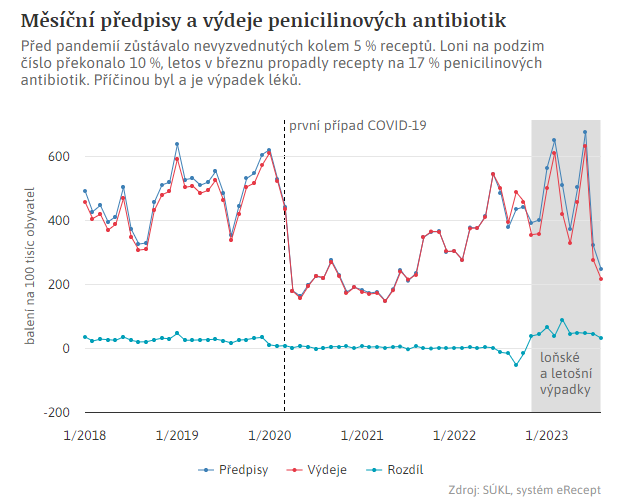 Měsíční předpisy a výdeje penicilinových antibiotik
Před pandemií zůstávalo nevyzvednutých kolem 5 % receptů. Loni na podzim
číslo překonalo 10 %, letos v březnu propadly recepty na 17 % penicilinových
antibiotik. Příčinou byl a je výpadek léků.
první případ COVID-19
balení na 100 tisíc obyvatel
600
400
200
0
-200
loňské
a letošní
výpadky
1/2018 1/2019 1/2020 1/2021 1/2022 1/2023
Předpisy Výdeje Rozdíl
Zdroj: SÚKL, systém eRecept